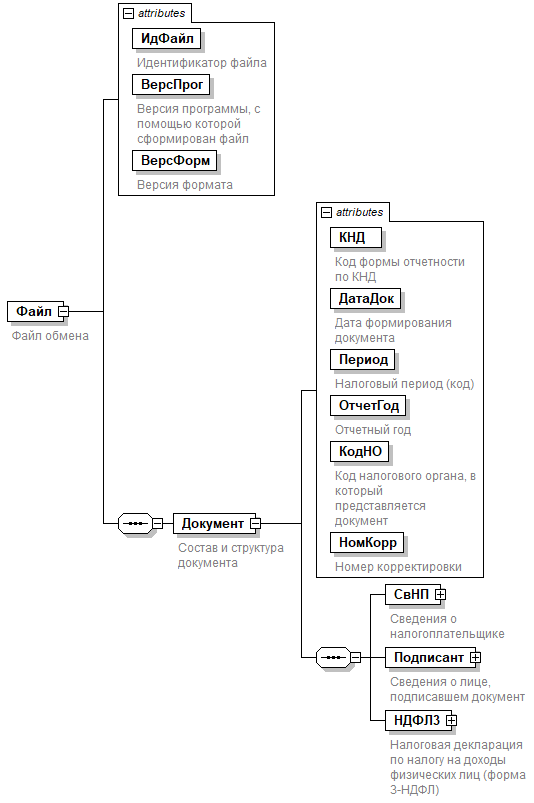 attributes
ИдФайл
Идентификатор файла
ВерсПрог
Версия программы, с
помощью которой
сформирован файл
ВерсФорм
Версия формата
Файл
Файл обмена
Документ
Состав и структура
документа
attributes
КНД
Код формы отчетности
по КНД
ДатаДок
Дата формирования
документа
Период
Налоговый период (код)
ОтчетГод
Отчетный год
КодНО
Код налогового органа, в
который
представляется
документ
НомКорр
Номер корректировки
СвНП
Сведения о
налогоплательщике
Подписант
Сведения о лице,
подписавшем документ
НДФЛ3
Налоговая декларация
по налогу на доходы
физических лиц (форма
3-НДФЛ)